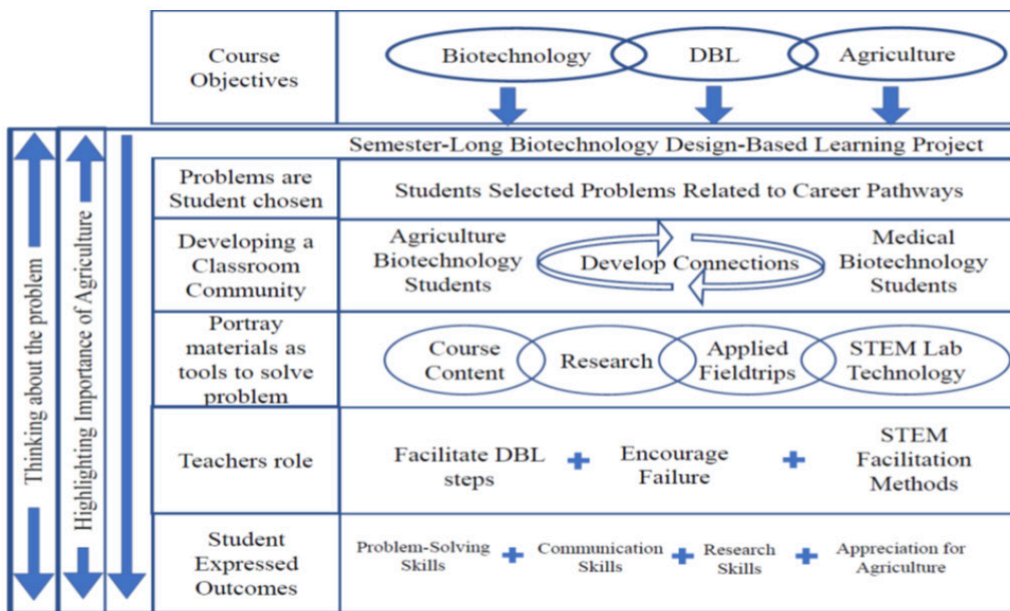 Course
Objectives
Biotechnology
DBL
Agriculture
Semester-Long Biotechnology Design-Based Learning Project
Thinking about the problem
Highlighting Importance of Agriculture
Problems are
Student chosen
Students Selected Problems Related to Career Pathways
Developing a
Classroom
Community
Agriculture
Biotechnology
Students
Develop Connections
Medical
Biotechnology
Students
Portray
materials as
tools to solve
problem
Course
Content
Research
Applied
Fieldtrips
STEM Lab
Technology
Teachers role
Facilitate DBL
steps
+
Encourage
Failure
+
STEM
Facilitation
Methods
Student
Expressed
Outcomes
Problem-Solving
Skills
+
Communication
Skills
+
Research
Skills
+
Appreciation for
Agriculture